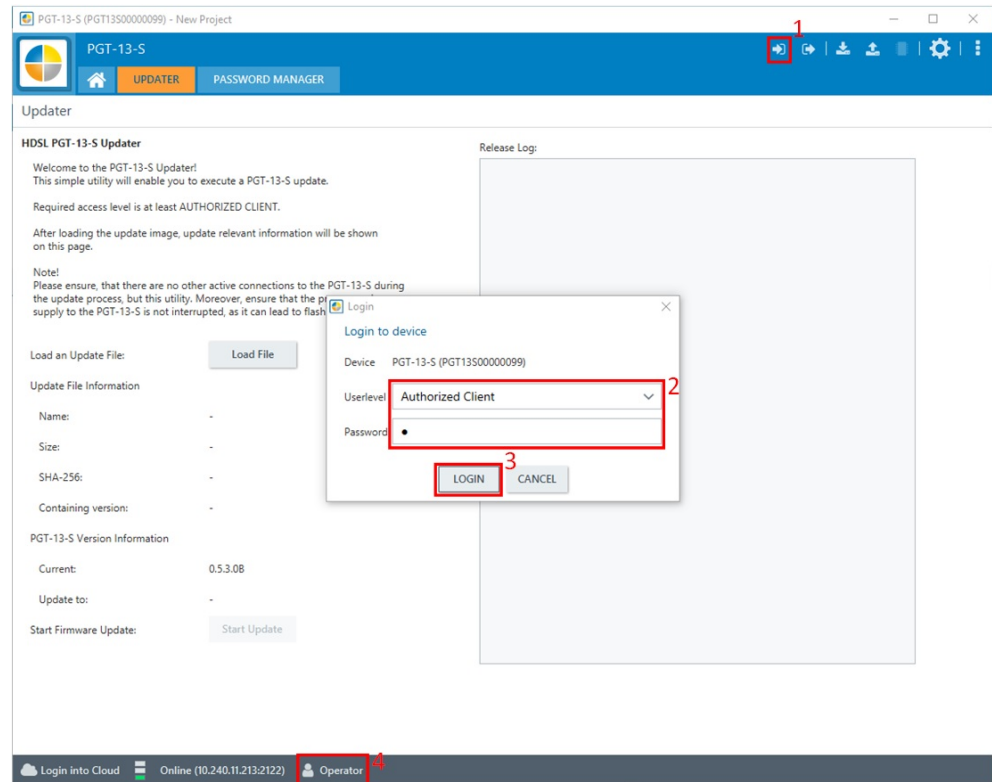 PGT-13-S (PGT13S00000099) - New Project
1
PGT-13-S
UPDATER
PASSWORD MANAGER
Updater
HDSL PGT-13-S Updater
Release Log:
Welcome to the PGT-13-S Updater!
This simple utility will enable you to execute a PGT-13-S update.
Required access level is at least AUTHORIZED CLIENT.
After loading the update image, update relevant information will be shown
on this page.
Note!
Please ensure, that there are no other active connections to the PGT-13-S during
the update process, but this utility. Moreover, ensure that the
supply to the PGT-13-S is not interrupted, as it can lead to flash
Login
Login to device
Device PGT-13-S (PGT13S00000099)
Userlevel Authorized Client
2
Password
3
LOGIN
CANCEL
Load an Update File:
Load File
Update File Information
Name: -
Size: -
SHA-256: -
Containing version: -
PGT-13-S Version Information
Current: 0.5.3.0B
Update to: -
Start Firmware Update:
Start Update
Login into Cloud
Online (10.240.11.213:2122)
Operator
4